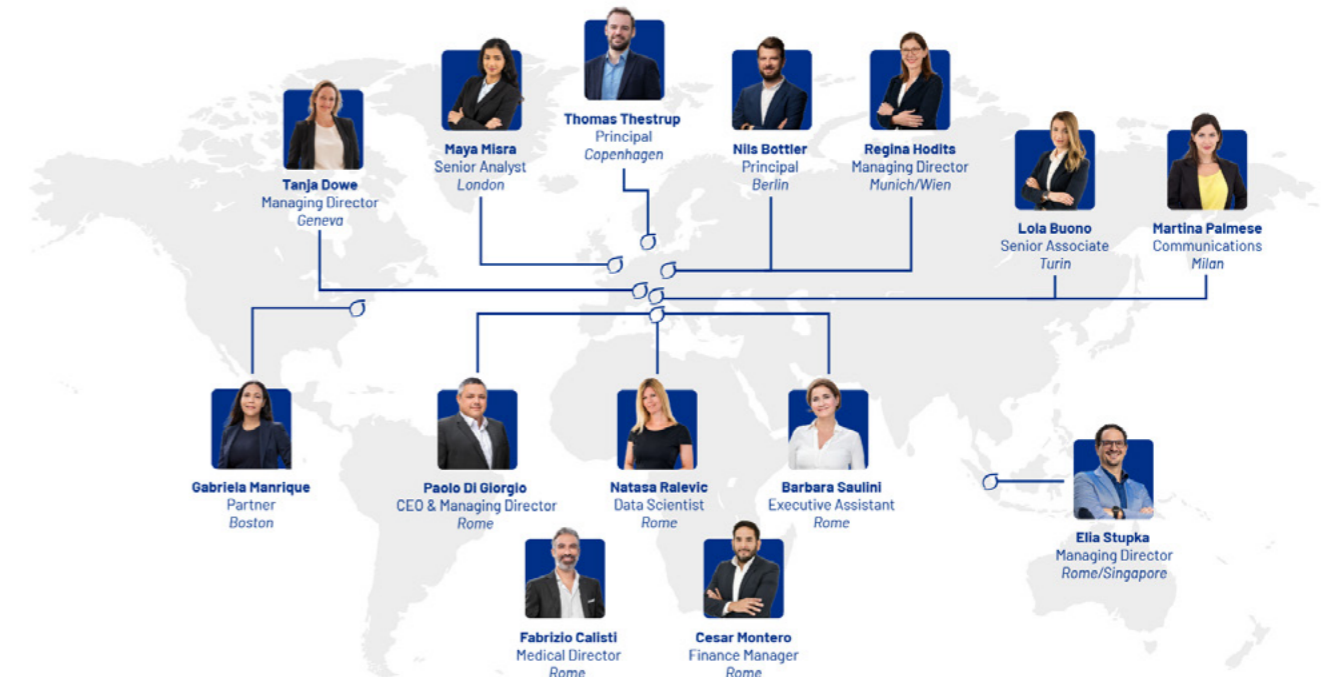 Thomas Thestrup
Principal
Copenhagen
Maya Misra
Senior Analyst
London
Nils Bottler
Principal
Berlin
Regina Hodits
Managing Director
Munich/Wien
Tanja Dowe
Managing Director
Geneva
Lola Buono
Senior Associate
Turin
Martina Palmese
Communications
Milan
Gabriela Manrique
Partner
Boston
Paolo Di Giorgio
CEO & Managing Director
Rome
Natasa Ralevic
Data Scientist
Rome
Barbara Saulini
Executive Assistant
Rome
Elia Stupka
Managing Director
Rome/Singapore
Fabrizio Calisti
Medical Director
Rome
Cesar Montero
Finance Manager
Rome